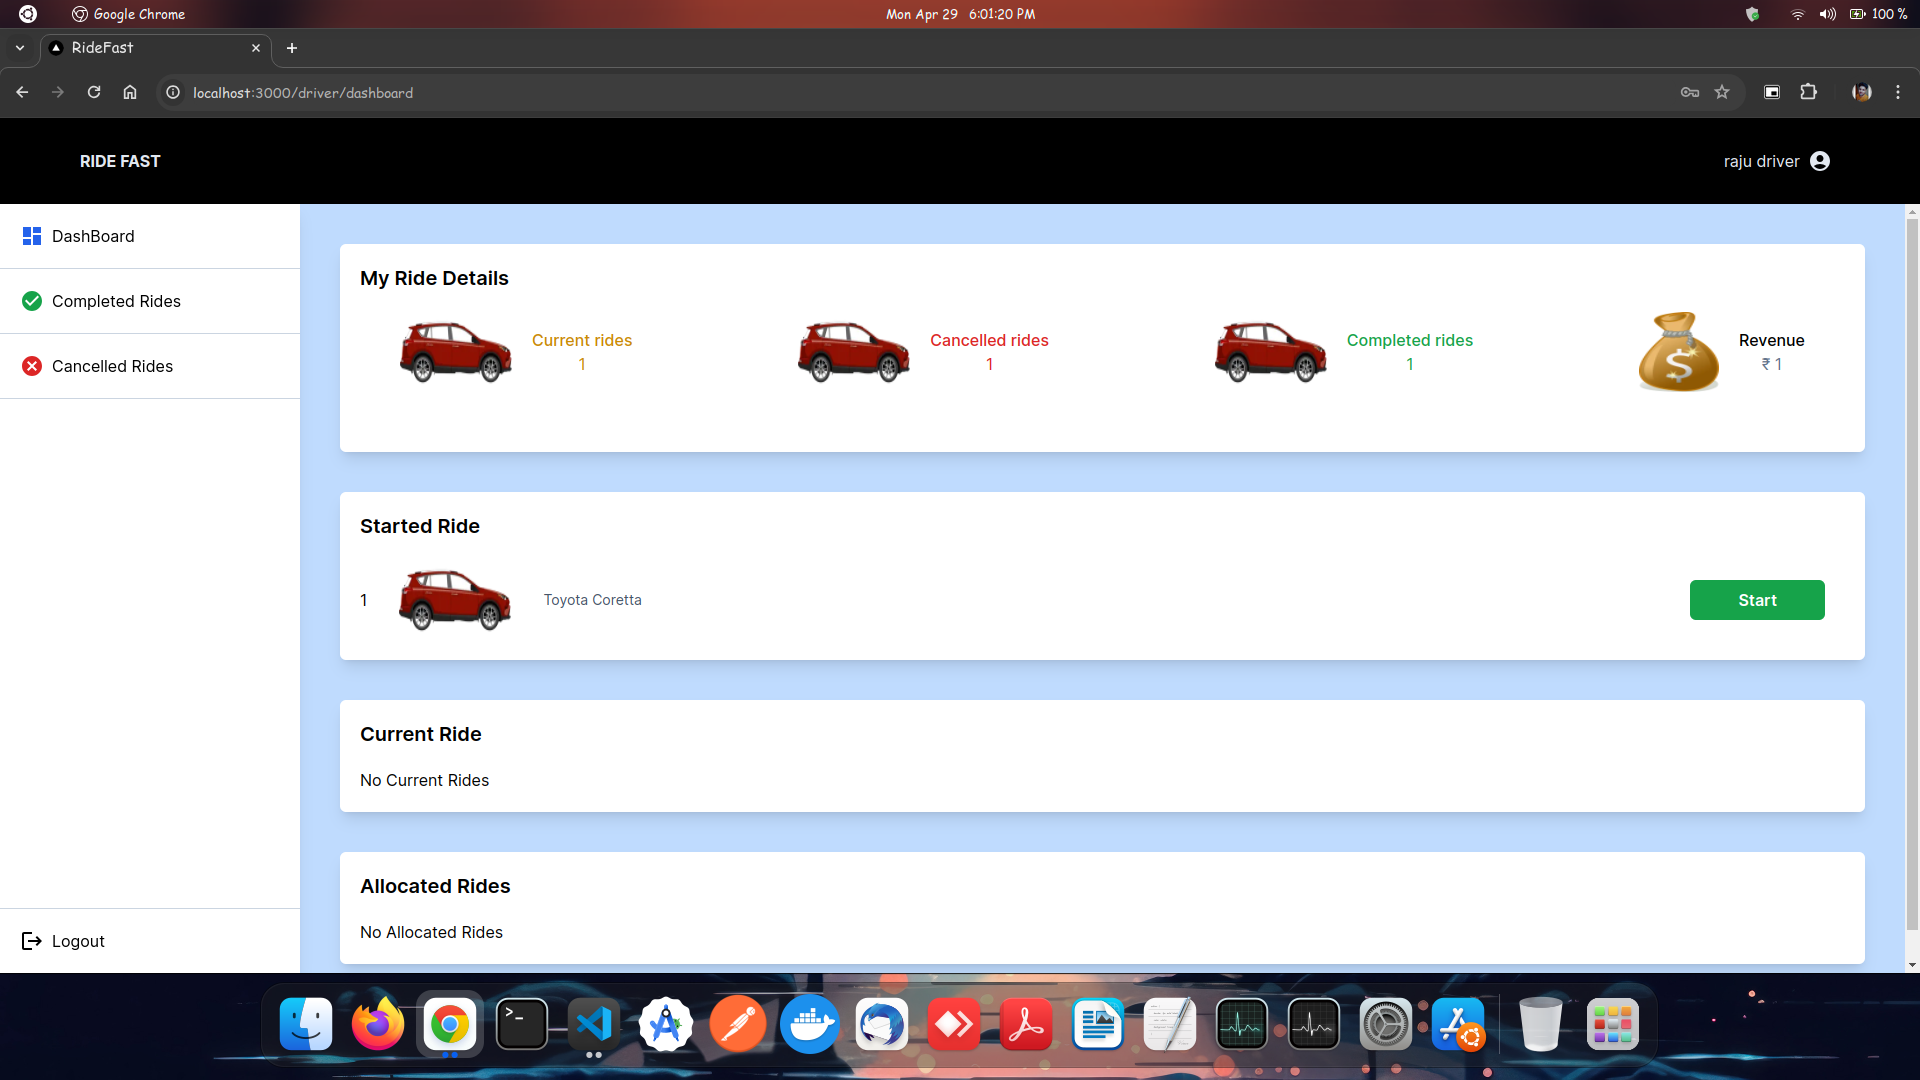 Google Chrome
Mon Apr 29 6:01:20 PM
100 %
RideFast
localhost:3000/driver/dashboard
RIDE FAST
raju driver
DashBoard
Completed Rides
Cancelled Rides
Logout
My Ride Details
Current rides
1
Cancelled rides
1
Completed rides
1
$
Revenue
₹ 1
Started Ride
1
Toyota Coretta
Start
Current Ride
No Current Rides
Allocated Rides
No Allocated Rides
>_